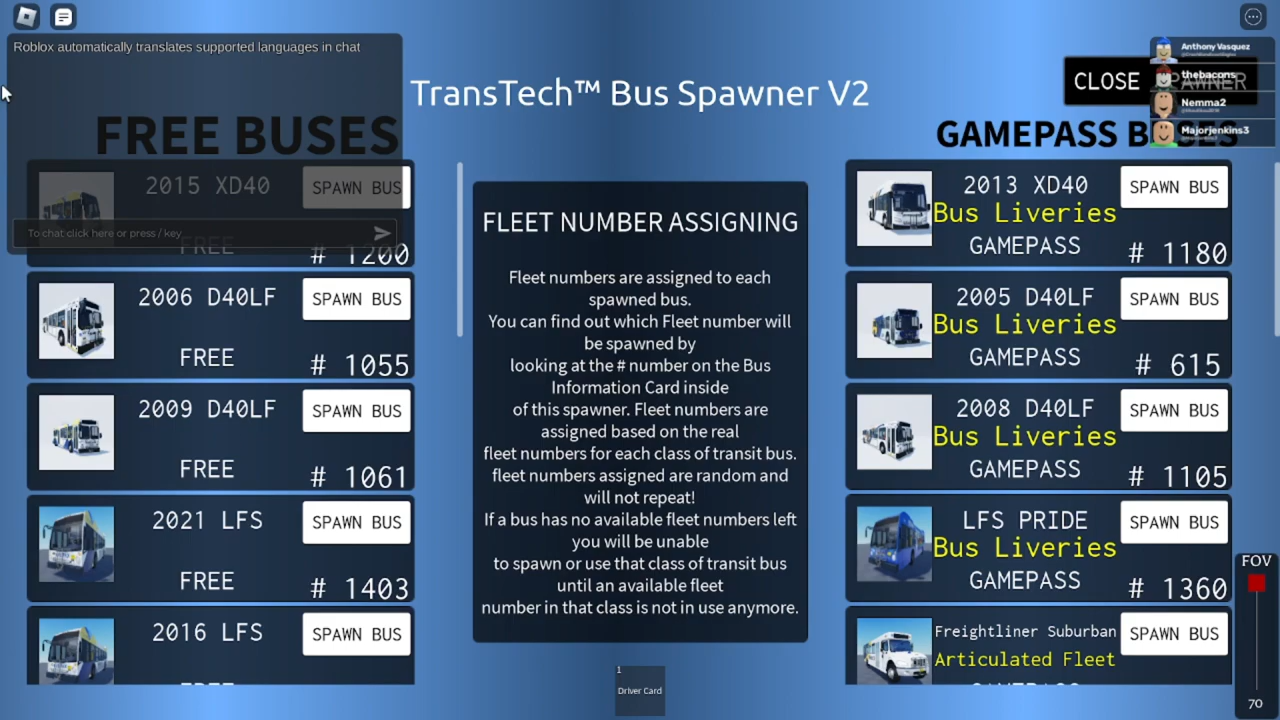 Roblox automatically translates supported languages in chat
To chat click here or press / key
TransTech™ Bus Spawner V2
CLOSE SPAWNER
Anthony Vasquez
thebacons
Nemma2
Majorjenkins3
FREE BUSES
2015 XD40
SPAWN BUS
FREE
# 1200
2006 D40LF
SPAWN BUS
FREE
# 1055
2009 D40LF
SPAWN BUS
FREE
# 1061
2021 LFS
SPAWN BUS
FREE
# 1403
2016 LFS
SPAWN BUS
FREE
FLEET NUMBER ASSIGNING
Fleet numbers are assigned to each
spawned bus.
You can find out which Fleet number will
be spawned by
looking at the # number on the Bus
Information Card inside
of this spawner. Fleet numbers are
assigned based on the real
fleet numbers for each class of transit bus.
fleet numbers assigned are random and
will not repeat!
If a bus has no available fleet numbers left
you will be unable
to spawn or use that class of transit bus
until an available fleet
number in that class is not in use anymore.
GAMEPASS BUSES
2013 XD40
SPAWN BUS
Bus Liveries
GAMEPASS
# 1180
2005 D40LF
SPAWN BUS
Bus Liveries
GAMEPASS
# 615
2008 D40LF
SPAWN BUS
Bus Liveries
GAMEPASS
# 1105
LFS PRIDE
SPAWN BUS
Bus Liveries
GAMEPASS
# 1360
Freightliner Suburban
SPAWN BUS
Articulated Fleet
GAMEPASS
FOV
70
1
Driver Card